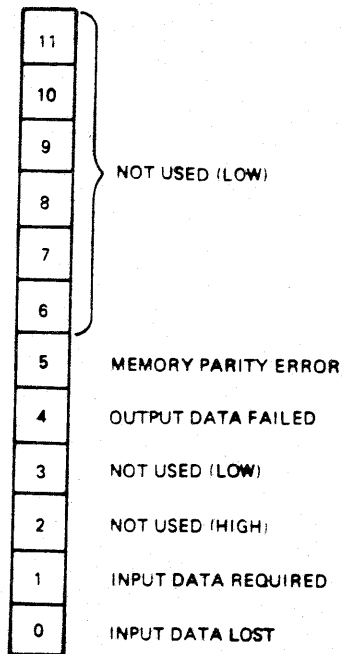 11
10
9
8
7
6
NOT USED (LOW)
5 MEMORY PARITY ERROR
4 OUTPUT DATA FAILED
3 NOT USED (LOW)
2 NOT USED (HIGH)
1 INPUT DATA REQUIRED
0 INPUT DATA LOST